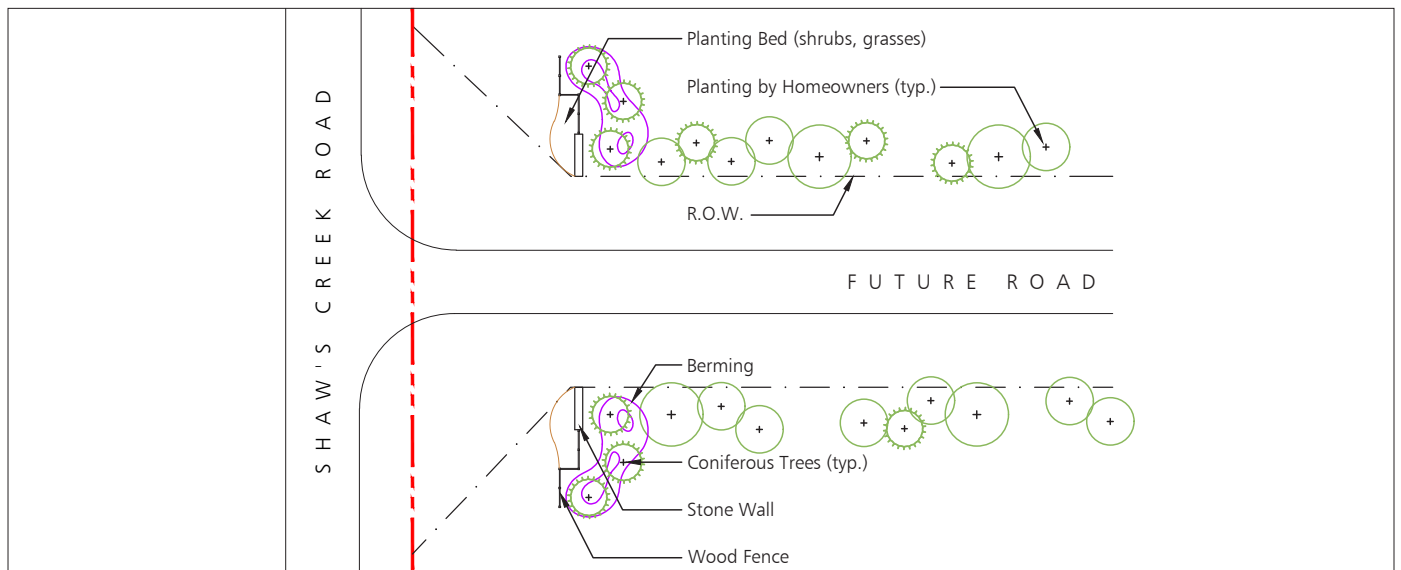 Planting Bed (shrubs, grasses)
Planting by Homeowners (typ.)
R.O.W.
SHAW'S CREEK ROAD
FUTURE ROAD
Berming
Coniferous Trees (typ.)
Stone Wall
Wood Fence